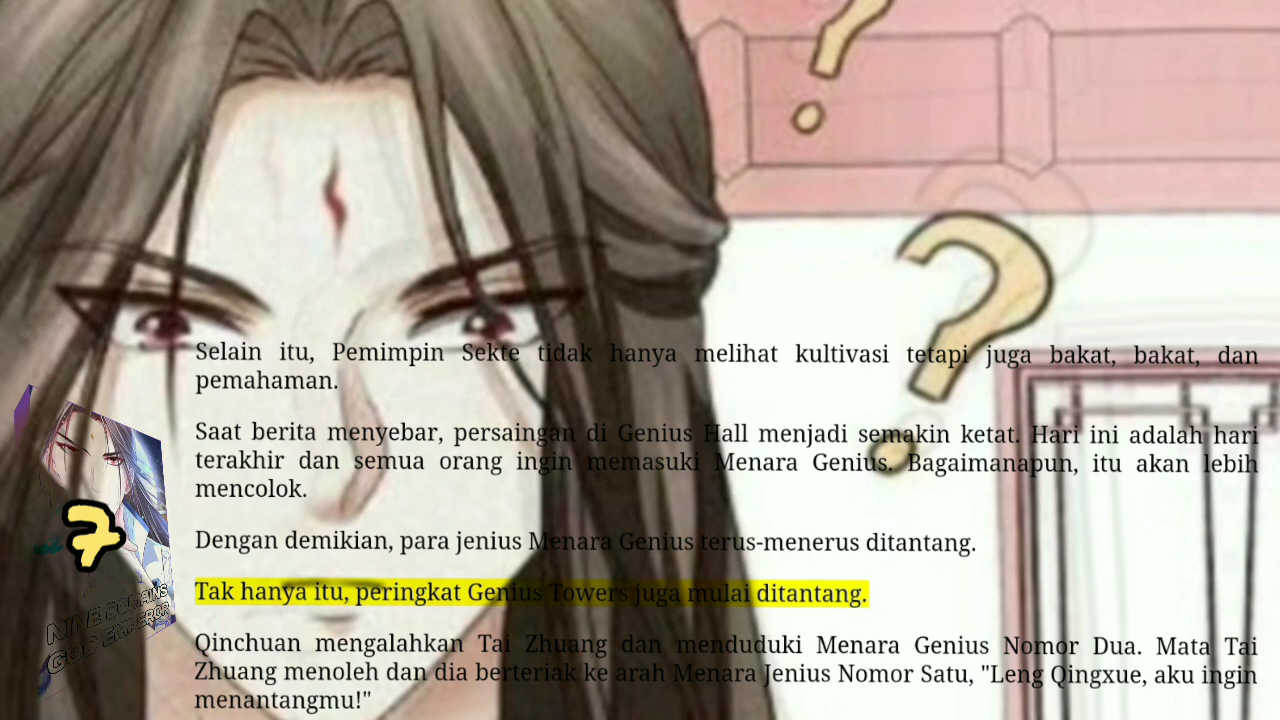 Selain itu, Pemimpin Sekte tidak hanya melihat kultivasi tetapi juga bakat, bakat, dan
pemahaman.
Saat berita menyebar, persaingan di Genius Hall menjadi semakin ketat. Hari ini adalah hari
terakhir dan semua orang ingin memasuki Menara Genius. Bagaimanapun, itu akan lebih
mencolok.
Dengan demikian, para jenius Menara Genius terus-menerus ditantang.
Tak hanya itu, peringkat Genius Towers juga mulai ditantang.
Qinchuan mengalahkan Tai Zhuang dan menduduki Menara Genius Nomor Dua. Mata Tai
Zhuang menoleh dan dia berteriak ke arah Menara Jenius Nomor Satu, "Leng Qingxue, aku ingin
menantangmu!"
?
?
7
NINE DOMAINS
GOD EMPEROR